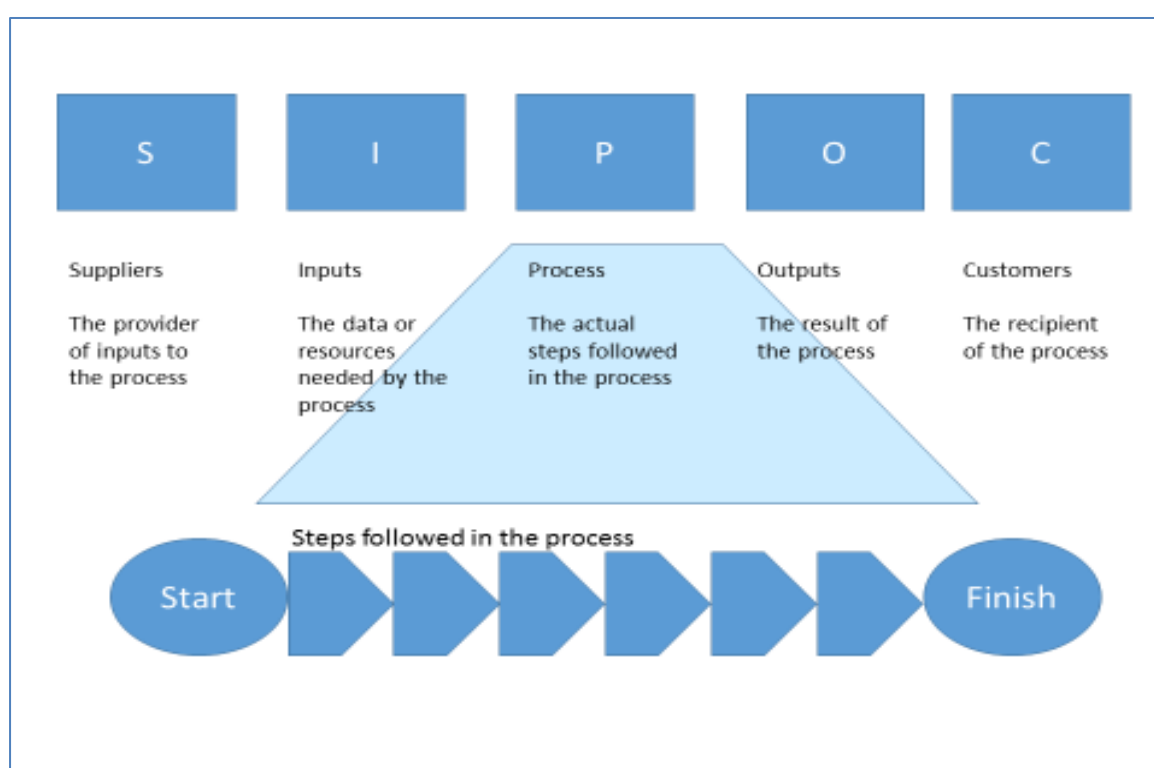 S
I
P
O
C
Suppliers
The provider
of inputs to
the process
Inputs
The data or
resources
needed by the
process
Process
The actual
steps followed
in the process
Outputs
The result of
the process
Customers
The recipient
of the process
Steps followed in the process
Start
Finish